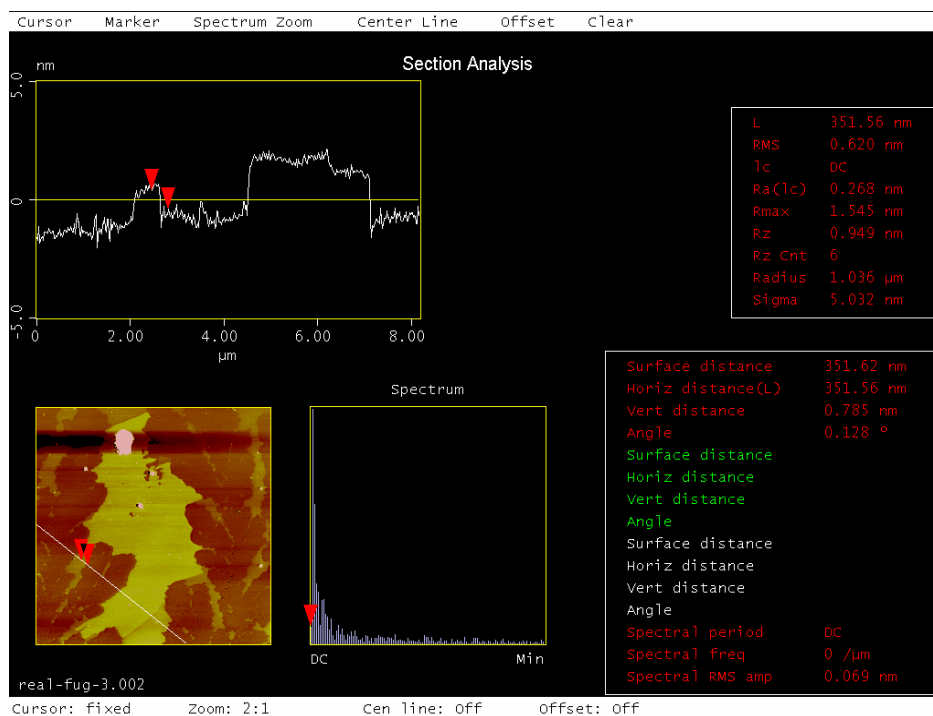 Cursor Marker Spectrum Zoom Center Line Offset Clear
Section Analysis
nm
5.0
0
-5.0
0 2.00 4.00 6.00 8.00
µm
L 351.56 nm
RMS 0.620 nm
lc DC
Ra(lc) 0.268 nm
Rmax 1.545 nm
Rz 0.949 nm
Rz Cnt 6
Radius 1.036 µm
Sigma 5.032 nm
Surface distance 351.62 nm
Horiz distance(L) 351.56 nm
Vert distance 0.785 nm
Angle 0.128 °
Surface distance
Horiz distance
Vert distance
Angle
Surface distance
Horiz distance
Vert distance
Angle
Spectral period DC
Spectral freq 0 /µm
Spectral RMS amp 0.069 nm
Spectrum
DC Min
real-fug-3.002
Cursor: fixed Zoom: 2:1 Cen line: Off Offset: Off